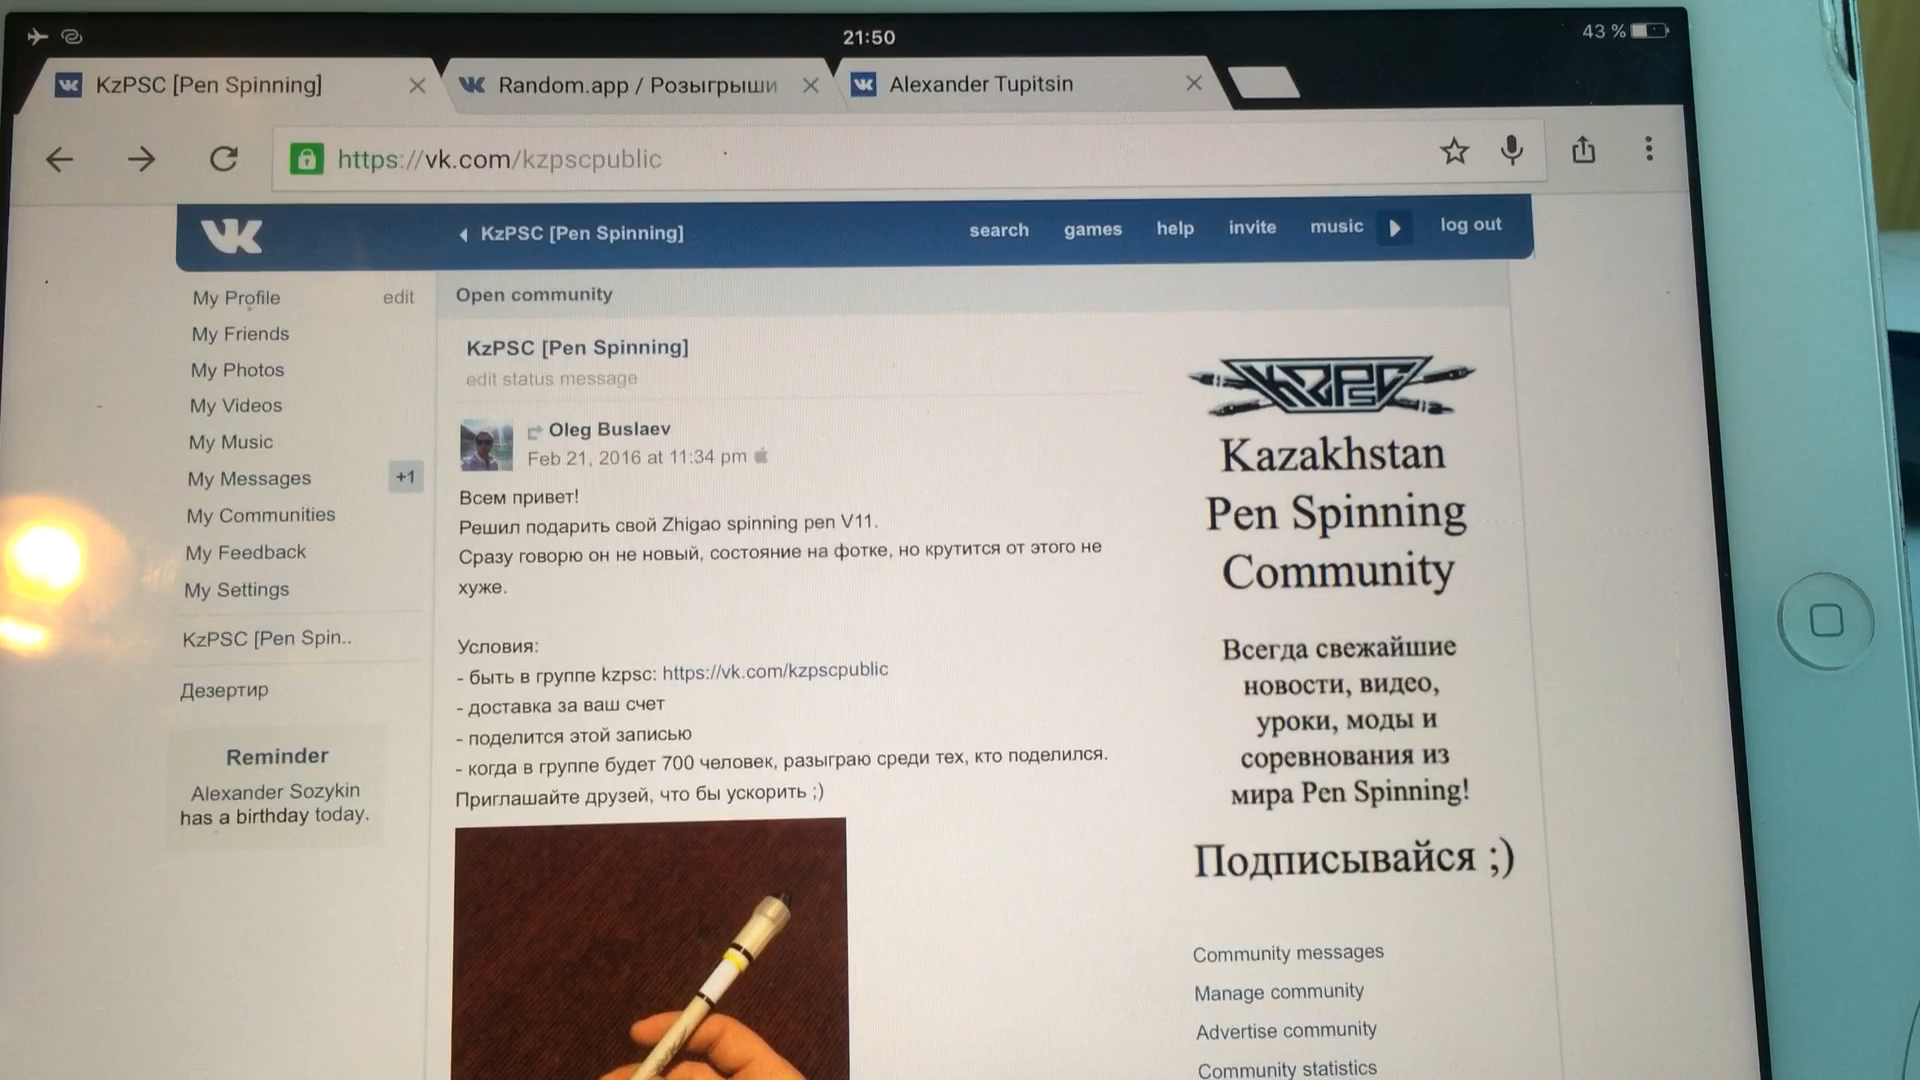 21:50
43 %
KzPSC [Pen Spinning]
Random.app / Розыгрыши
Alexander Tupitsin
https://vk.com/kzpscpublic
KzPSC [Pen Spinning]
search
games
help
invite
music
log out
My Profile
edit
My Friends
My Photos
My Videos
My Music
My Messages
+1
My Communities
My Feedback
My Settings
KzPSC [Pen Spin..
Дезертир
Reminder
Alexander Sozykin
has a birthday today.
Open community
KzPSC [Pen Spinning]
edit status message
Oleg Buslaev
Feb 21, 2016 at 11:34 pm
Всем привет!
Решил подарить свой Zhigao spinning pen V11.
Сразу говорю он не новый, состояние на фотке, но крутится от этого не
хуже.
Условия:
- быть в группе kzpsc: https://vk.com/kzpscpublic
- доставка за ваш счет
- поделится этой записью
- когда в группе будет 700 человек, разыграю среди тех, кто поделился.
Приглашайте друзей, что бы ускорить ;)
KZPSC
Kazakhstan
Pen Spinning
Community
Всегда свежайшие
новости, видео,
уроки, моды и
соревнования из
мира Pen Spinning!
Подписывайся ;)
Community messages
Manage community
Advertise community
Community statistics